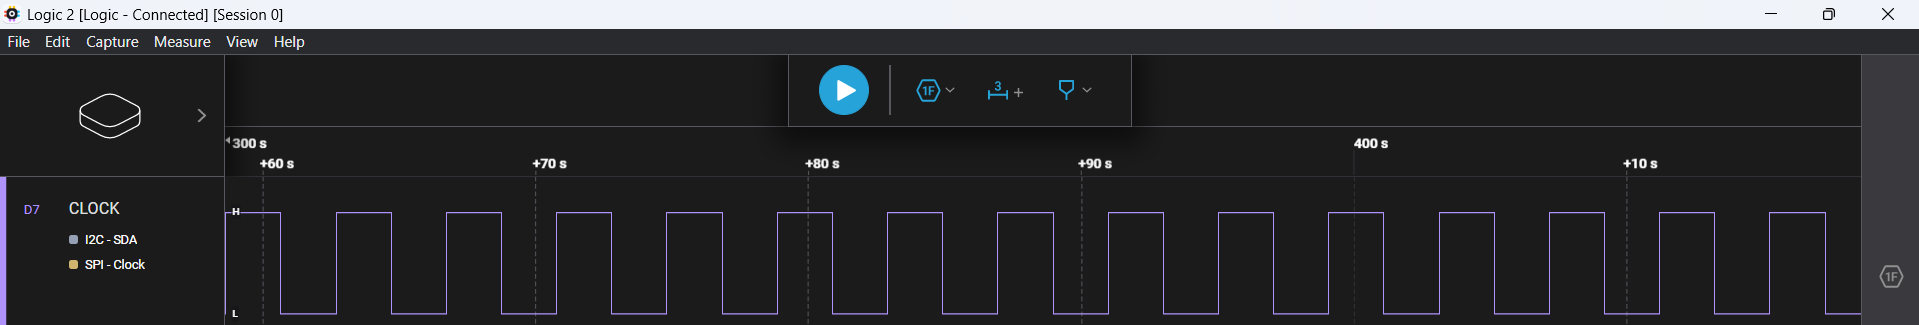 Logic 2 [Logic - Connected] [Session 0]
File Edit Capture Measure View Help
1F 3 +
300 s 400 s
+60 s +70 s +80 s +90 s +10 s
D7 CLOCK
H
I2C - SDA
SPI - Clock
1F
L